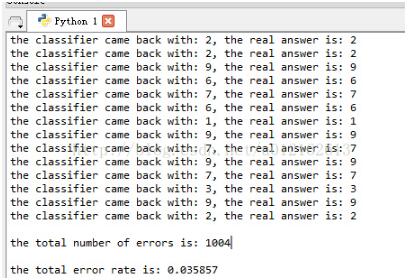 Python 1
the classifier came back with: 2, the real answer is: 2
the classifier came back with: 2, the real answer is: 2
the classifier came back with: 9, the real answer is: 9
the classifier came back with: 6, the real answer is: 6
the classifier came back with: 7, the real answer is: 7
the classifier came back with: 6, the real answer is: 6
the classifier came back with: 1, the real answer is: 1
the classifier came back with: 9, the real answer is: 9
the classifier came back with: 7, the real answer is: 7
the classifier came back with: 9, the real answer is: 9
the classifier came back with: 7, the real answer is: 7
the classifier came back with: 3, the real answer is: 3
the classifier came back with: 9, the real answer is: 9
the classifier came back with: 2, the real answer is: 2
the total number of errors is: 1004
the total error rate is: 0.035857